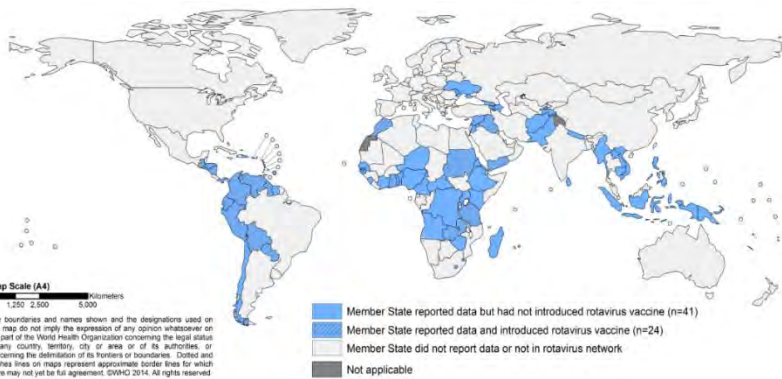 Map Scale (A4)
1,250 2,500 5,000
Kilometers
boundaries and names shown and the designations used on
map do not imply the expression of any opinion whatsoever on
part of the World Health Organization concerning the legal status
any country, territory, city or area or of its authorities, or
concerning the delimitation of its frontiers or boundaries. Dotted and
lines on maps represent approximate border lines for which
may not yet be full agreement. ©WHO 2014. All rights reserved
Member State reported data but had not introduced rotavirus vaccine (n=41)
Member State reported data and introduced rotavirus vaccine (n=24)
Member State did not report data or not in rotavirus network
Not applicable